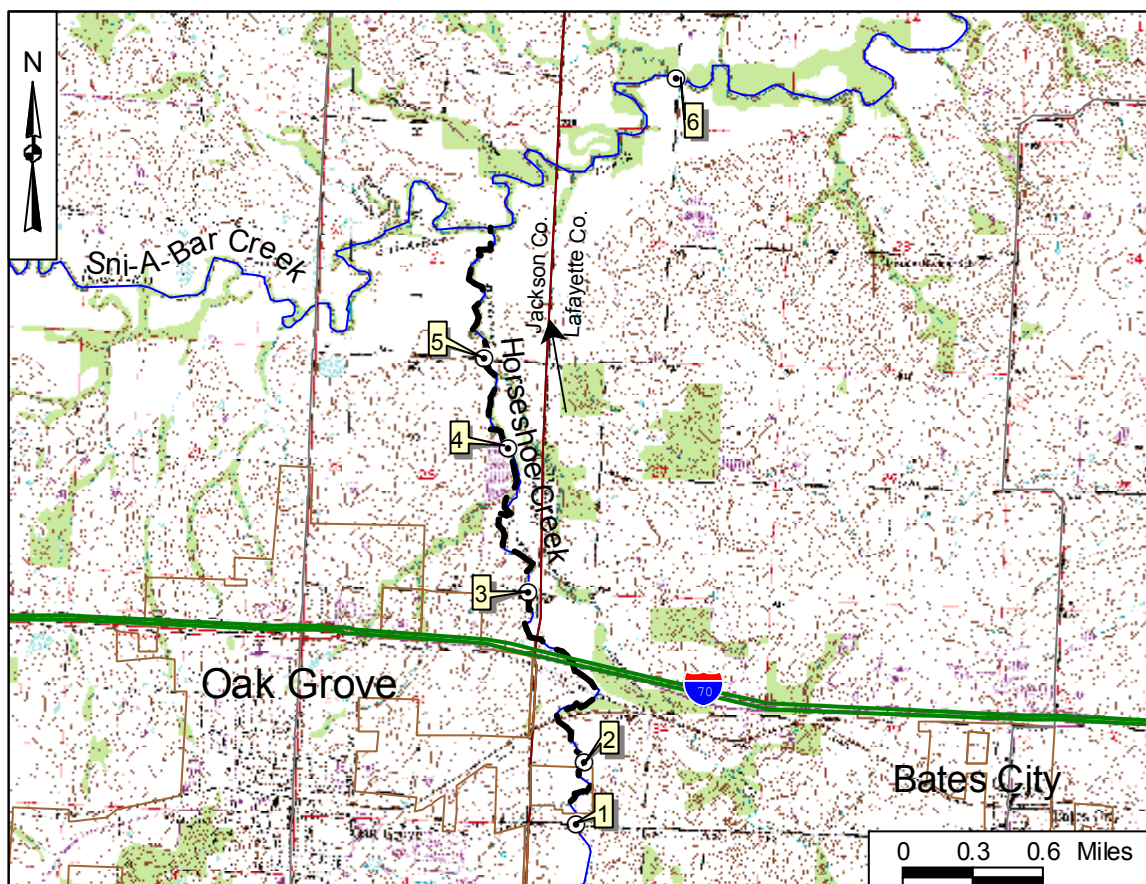 N
6
Sni-A-Bar Creek
Jackson Co.
Lafayette Co.
5
Horseshoe Creek
4
3
Oak Grove
70
2
Bates City
1
0 0.3 0.6 Miles